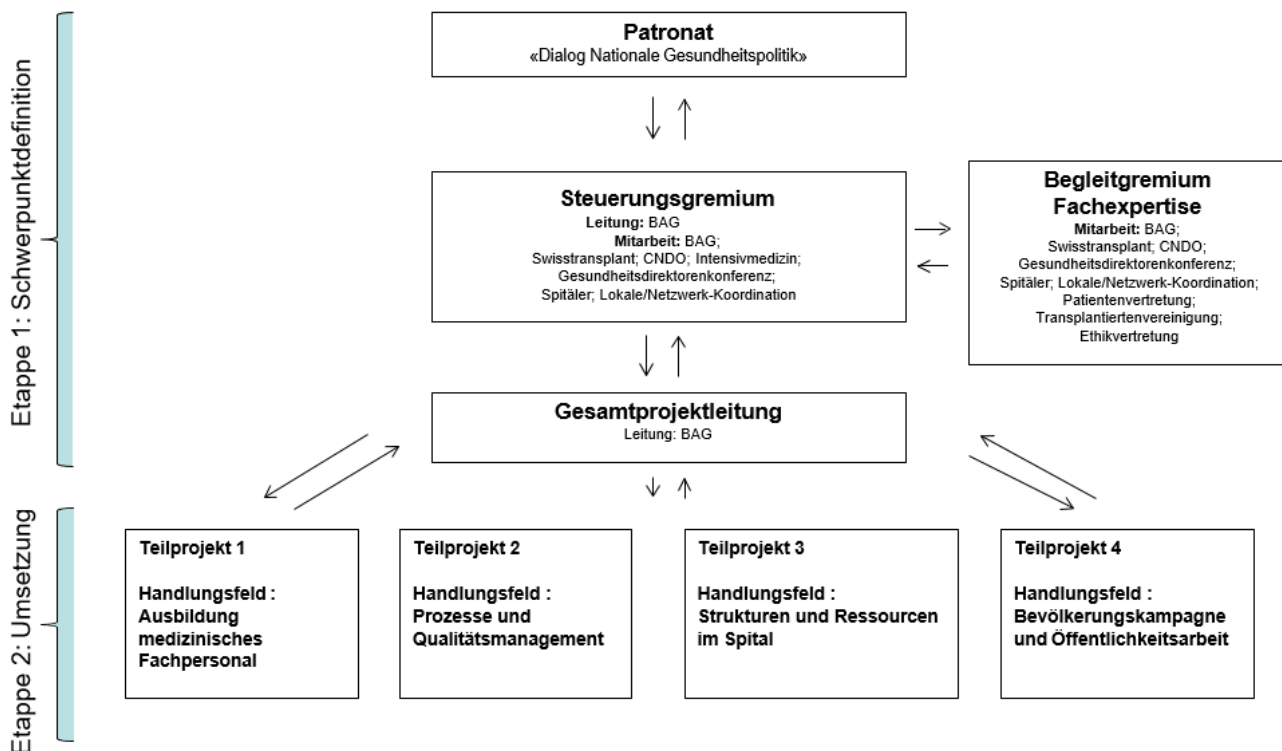 Etappe 1: Schwerpunktdefinition
Patronat
«Dialog Nationale Gesundheitspolitik»
Steuerungsgremium
Leitung: BAG
Mitarbeit: BAG;
Swisstransplant; CNDO; Intensivmedizin;
Gesundheitsdirektorenkonferenz;
Spitäler; Lokale/Netzwerk-Koordination
Begleitgremium
Fachexpertise
Mitarbeit: BAG;
Swisstransplant; CNDO;
Gesundheitsdirektorenkonferenz;
Spitäler; Lokale/Netzwerk-Koordination;
Patientenvertretung;
Transplantiertenvereinigung;
Ethikvertretung
Gesamtprojektleitung
Leitung: BAG
Etappe 2: Umsetzung
Teilprojekt 1
Handlungsfeld :
Ausbildung
medizinisches
Fachpersonal
Teilprojekt 2
Handlungsfeld :
Prozesse und
Qualitätsmanagement
Teilprojekt 3
Handlungsfeld :
Strukturen und Ressourcen
im Spital
Teilprojekt 4
Handlungsfeld :
Bevölkerungskampagne
und Öffentlichkeitsarbeit